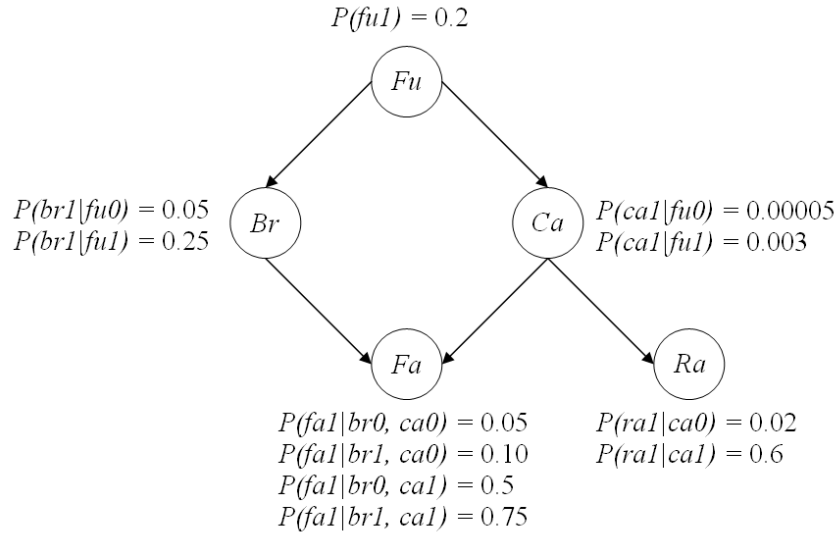 P(fu1) = 0.2
Fu
P(br1|fu0) = 0.05
P(br1|fu1) = 0.25
Br
Ca
P(ca1|fu0) = 0.00005
P(ca1|fu1) = 0.003
Fa
Ra
P(fa1|br0, ca0) = 0.05
P(fa1|br1, ca0) = 0.10
P(fa1|br0, ca1) = 0.5
P(fa1|br1, ca1) = 0.75
P(ra1|ca0) = 0.02
P(ra1|ca1) = 0.6